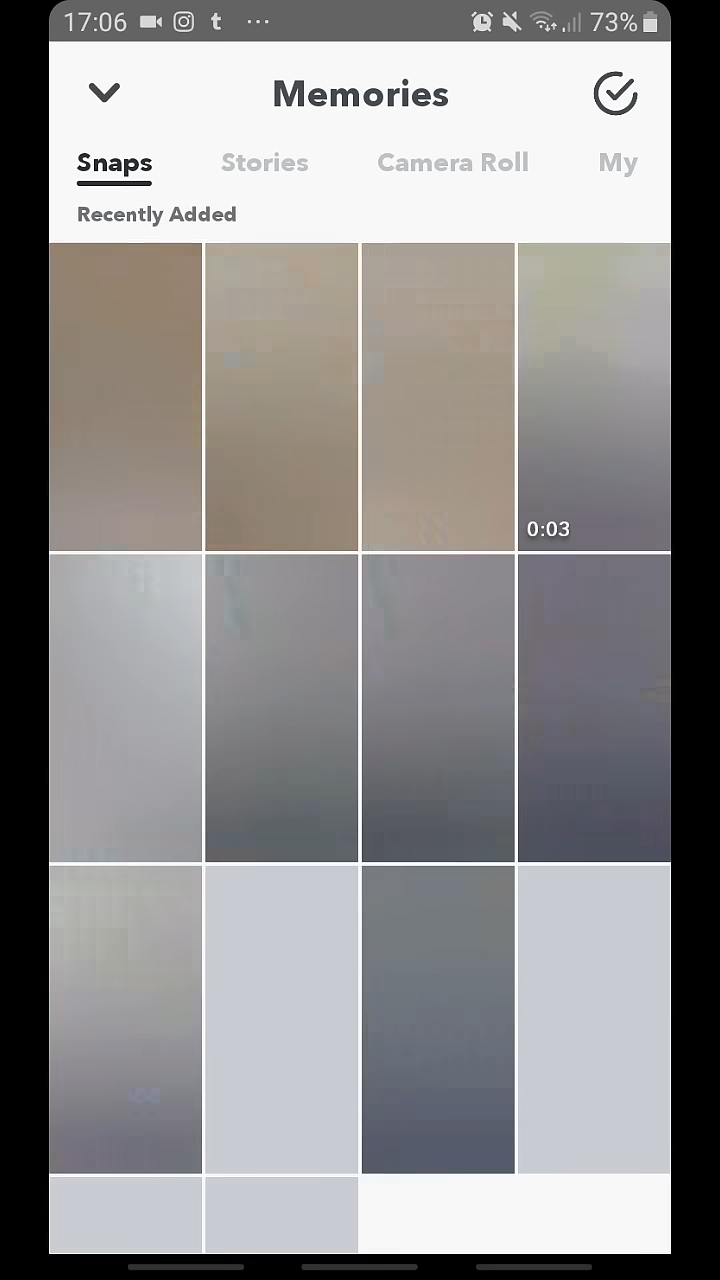 17:06 t ... 73%
Memories
Snaps Stories Camera Roll My
Recently Added
0:03